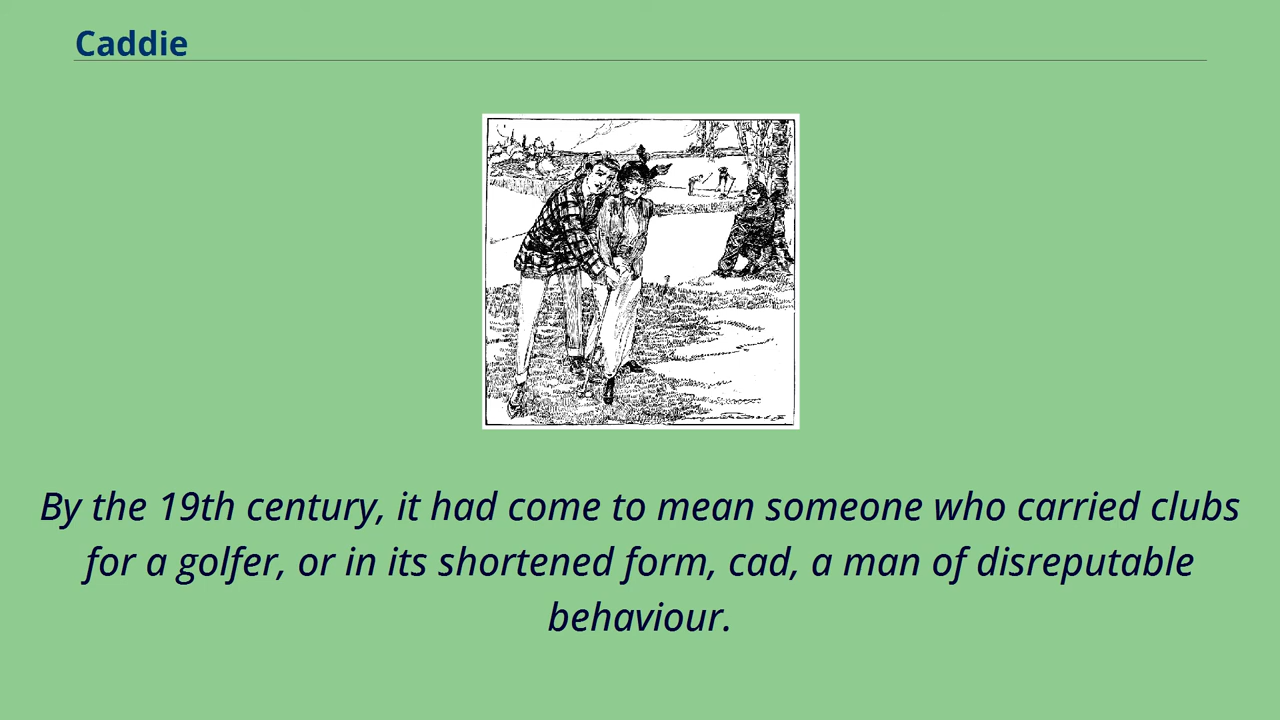 Caddie
By the 19th century, it had come to mean someone who carried clubs
for a golfer, or in its shortened form, cad, a man of disreputable
behaviour.